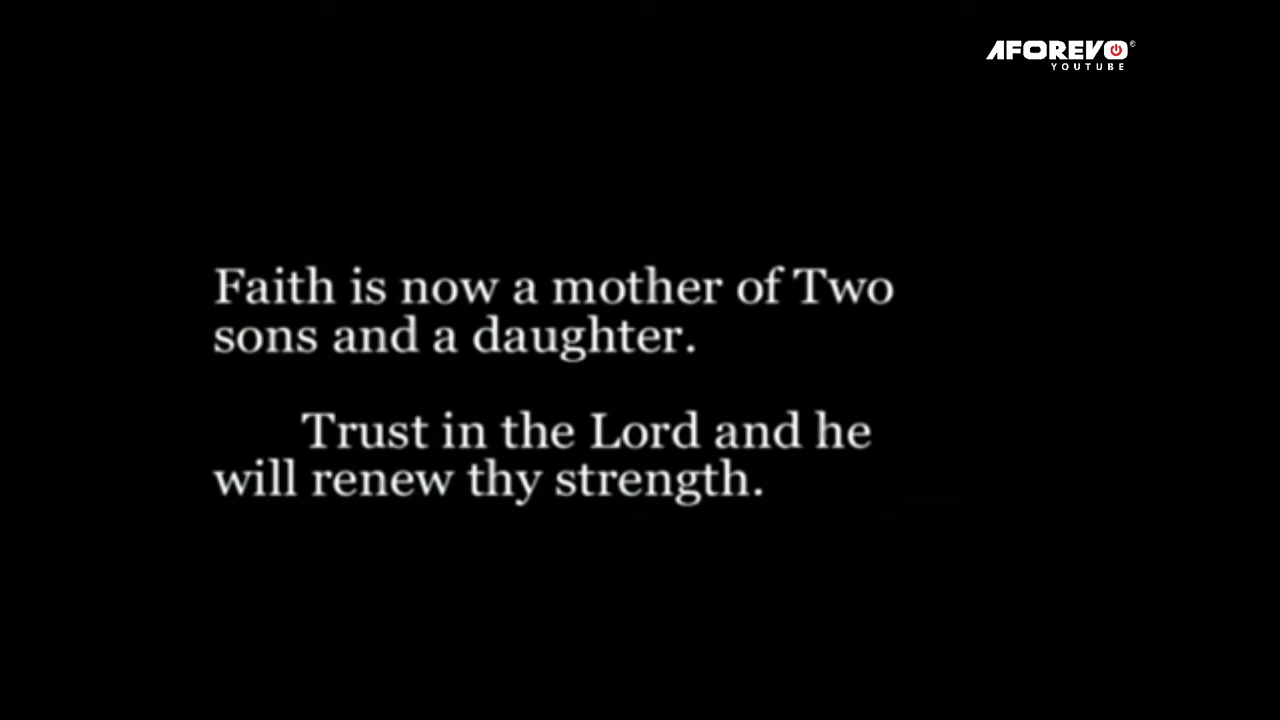 AFOREVO®
YOUTUBE
Faith is now a mother of Two
sons and a daughter.
Trust in the Lord and he
will renew thy strength.